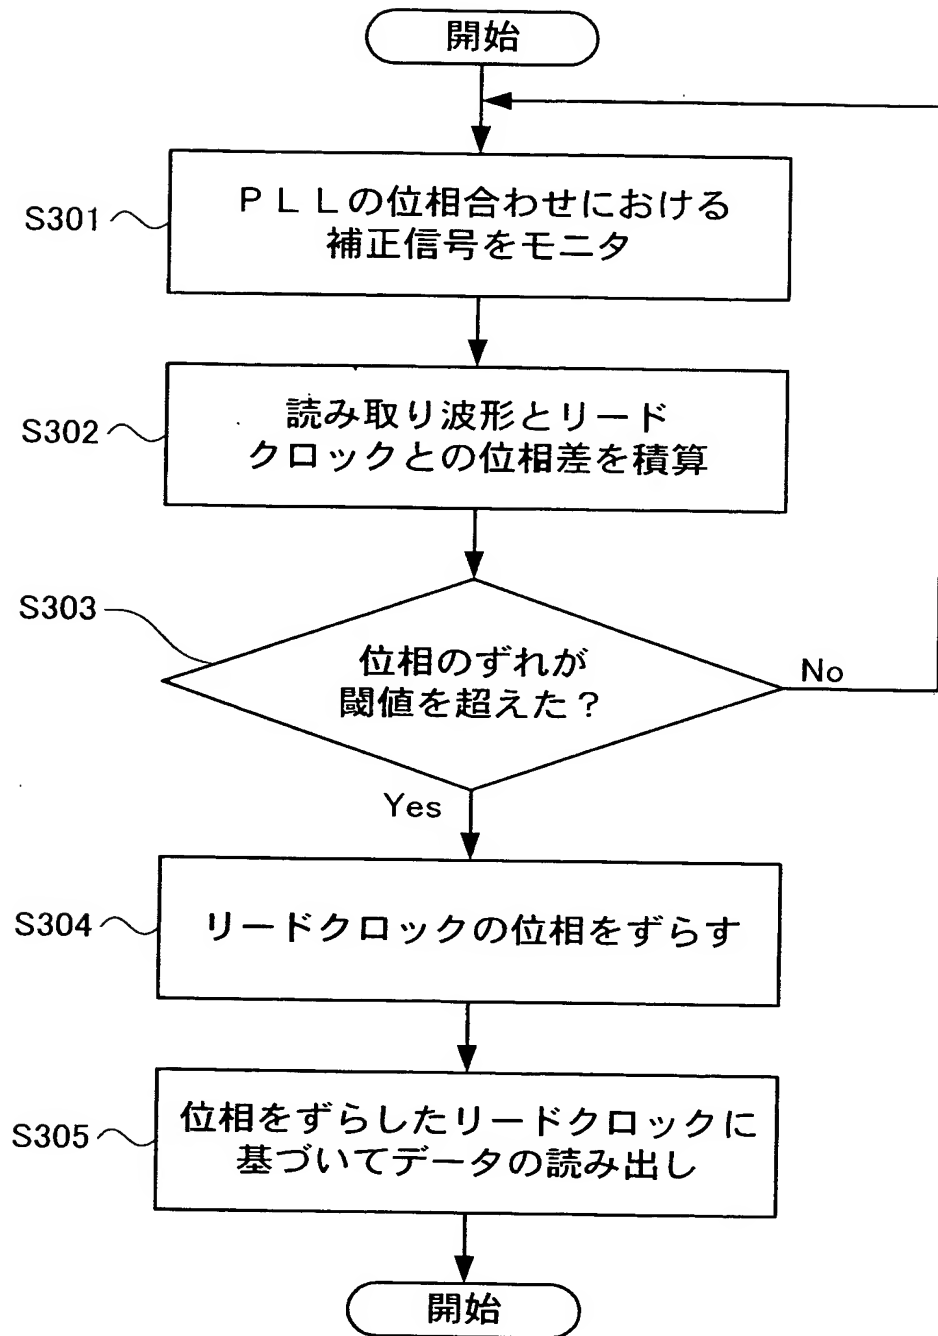 開始
S301
PLLの位相合わせにおける
補正信号をモニタ
S302
読み取り波形とリード
クロックとの位相差を積算
S303
位相のずれが
閾値を超えた？
No
Yes
S304
リードクロックの位相をずらす
S305
位相をずらしたリードクロックに
基づいてデータの読み出し
開始